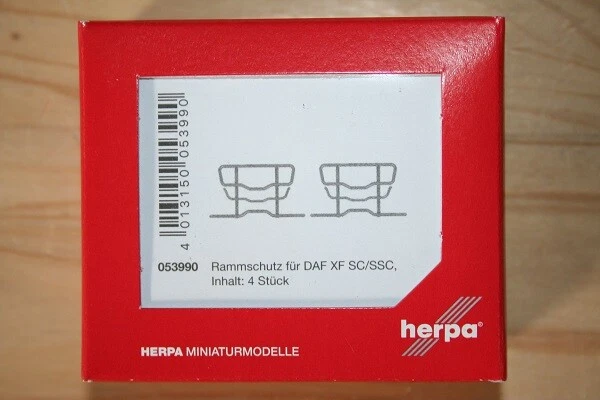 4 013150 053990
053990 Rammschutz für DAF XF SC/SSC,
Inhalt: 4 Stück
herpa®
HERPA MINIATURMODELLE